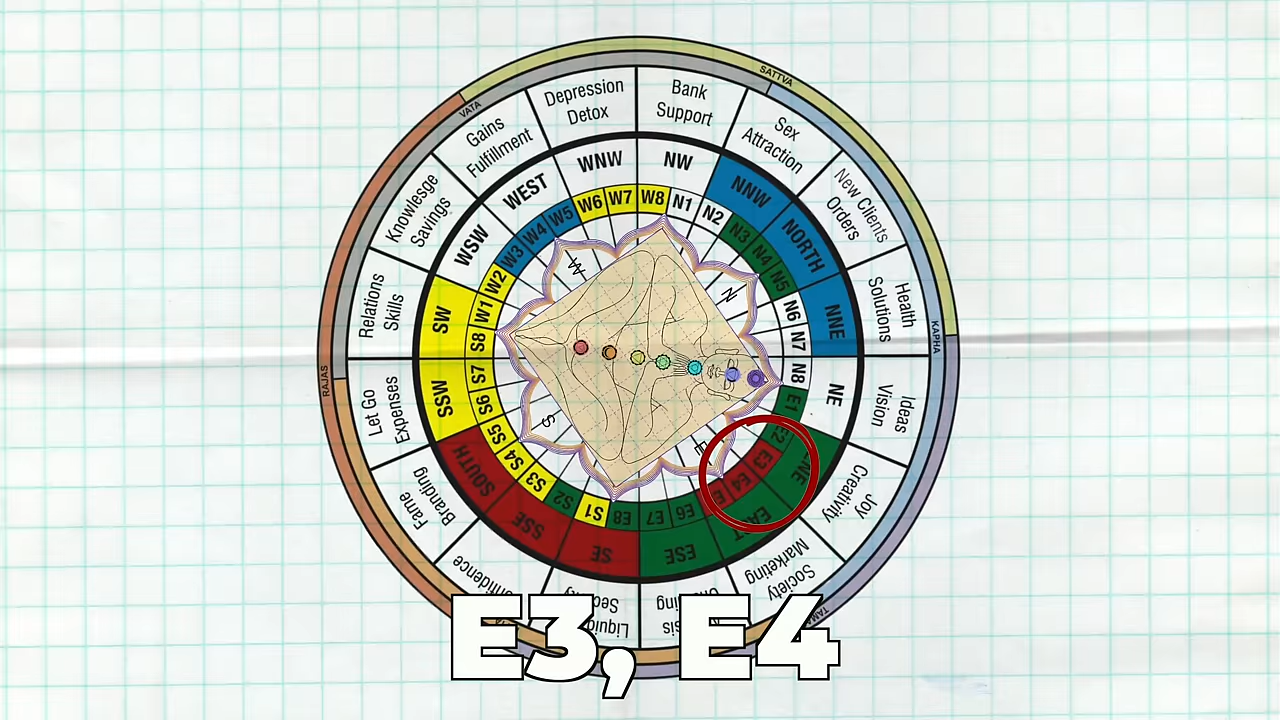 SATTVA
VATA
KAPHA
RAJAS
Depression
Detox
Bank
Support
Sex
Attraction
New Clients
Orders
Health
Solutions
Ideas
Vision
Joy
Creativity
Society
Marketing
Fame
Branding
Let Go
Expenses
Relations
Skills
Knowlesge
Savings
Gains
Fulfillment
WNW
NW
NNW
NORTH
NNE
NE
ESE
SE
SSE
SOUTH
SSW
SW
WSW
WEST
W6
W7
W8
N1
N2
N3
N4
N5
N6
N7
N8
E1
E2
E3
E4
E6
E7
E8
S1
S2
S3
S4
S5
S6
S7
S8
W1
W2
W3
W4
W5
W
N
S
E3, E4